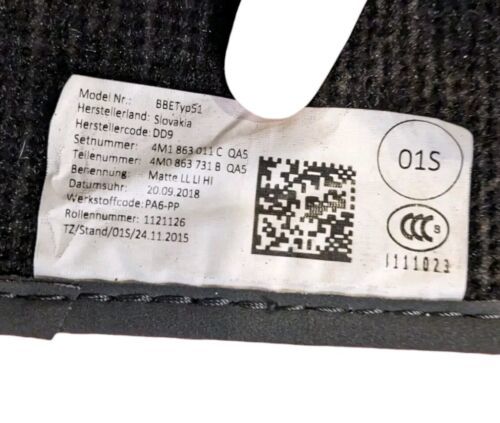 Model Nr.: BBETyp51
Herstellerland: Slovakia
Herstellercode: DD9
Setnummer: 4M1 863 011 C QA5
Teilenummer: 4M0 863 731 B QA5
Benennung: Matte LL LI HI
Datumsuhr: 20.09.2018
Werkstoffcode: PA6-PP
Rollennummer: 1121126
TZ/Stand/01S/24.11.2015
01S
CCC S
1111023